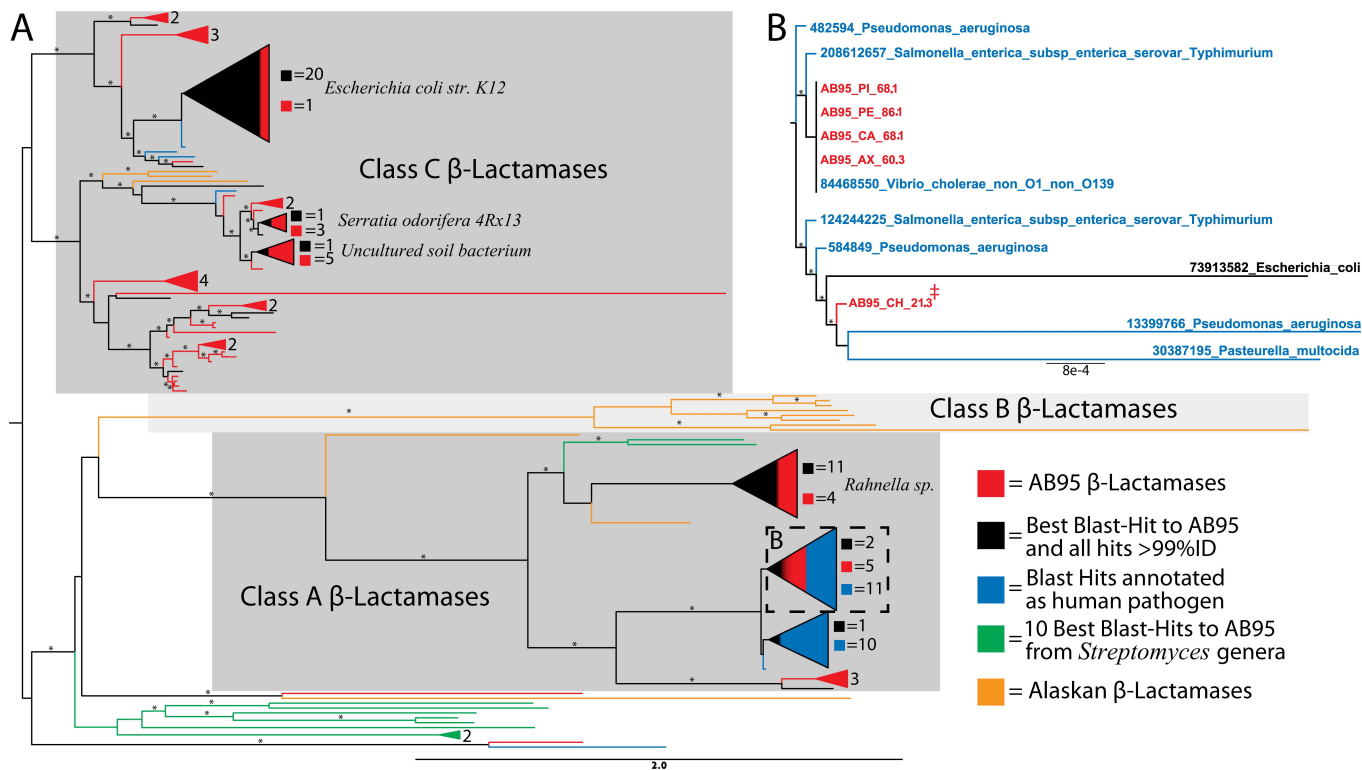 A
2
3
=20
Escherichia coli str. K12
=1
Class C β-Lactamases
2
=1
Serratia odorifera 4Rx13
=3
=1
Uncultured soil bacterium
=5
4
2
2
B
482594_Pseudomonas_aeruginosa
208612657_Salmonella_enterica_subsp_enterica_serovar_Typhimurium
AB95_PI_68.1
AB95_PE_86.1
AB95_CA_68.1
AB95_AX_60.3
84468550_Vibrio_cholerae_non_O1_non_O139
124244225_Salmonella_enterica_subsp_enterica_serovar_Typhimurium
584849_Pseudomonas_aeruginosa
73913582_Escherichia_coli
AB95_CH_21.3‡
13399766_Pseudomonas_aeruginosa
30387195_Pasteurella_multocida
8e-4
Class B β-Lactamases
=11
Rahnella sp.
=4
B
=2
=5
=11
Class A β-Lactamases
=1
=10
3
2
2.0
= AB95 β-Lactamases
= Best Blast-Hit to AB95
and all hits >99%ID
= Blast Hits annotated
as human pathogen
=10 Best Blast-Hits to AB95
from Streptomyces genera
= Alaskan β-Lactamases